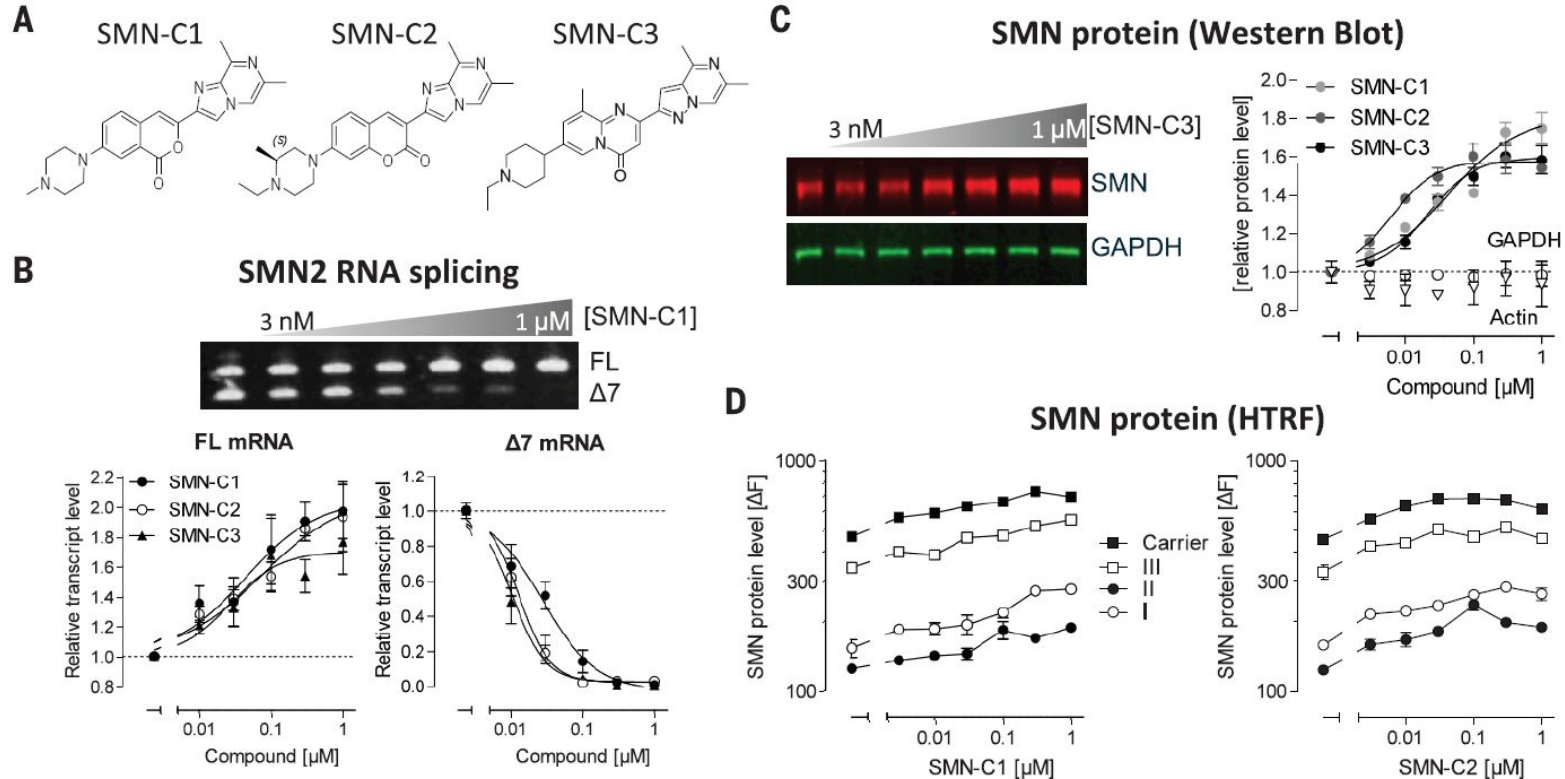 A
SMN-C1
SMN-C2
SMN-C3
N
N
N
N
N
O
O
N
N
N
N
(S)
N
N
O
O
N
N
N
N
N
N
N
O
B
SMN2 RNA splicing
3 nM
1 µM
[SMN-C1]
FL
Δ7
FL mRNA
Relative transcript level
2.2
2.0
1.8
1.6
1.4
1.2
1.0
0.8
SMN-C1
SMN-C2
SMN-C3
0.01
0.1
1
Compound [µM]
Δ7 mRNA
Relative transcript level
1.2
1.0
0.8
0.6
0.4
0.2
0.0
0.01
0.1
1
Compound [µM]
C
SMN protein (Western Blot)
3 nM
1 µM
[SMN-C3]
SMN
GAPDH
[relative protein level]
2.0
1.8
1.6
1.4
1.2
1.0
0.8
SMN-C1
SMN-C2
SMN-C3
GAPDH
Actin
0.01
0.1
1
Compound [µM]
D
SMN protein (HTRF)
SMN protein level [ΔF]
1000
300
100
0.01
0.1
1
SMN-C1 [µM]
Carrier
III
II
I
SMN protein level [ΔF]
1000
300
100
0.01
0.1
1
SMN-C2 [µM]